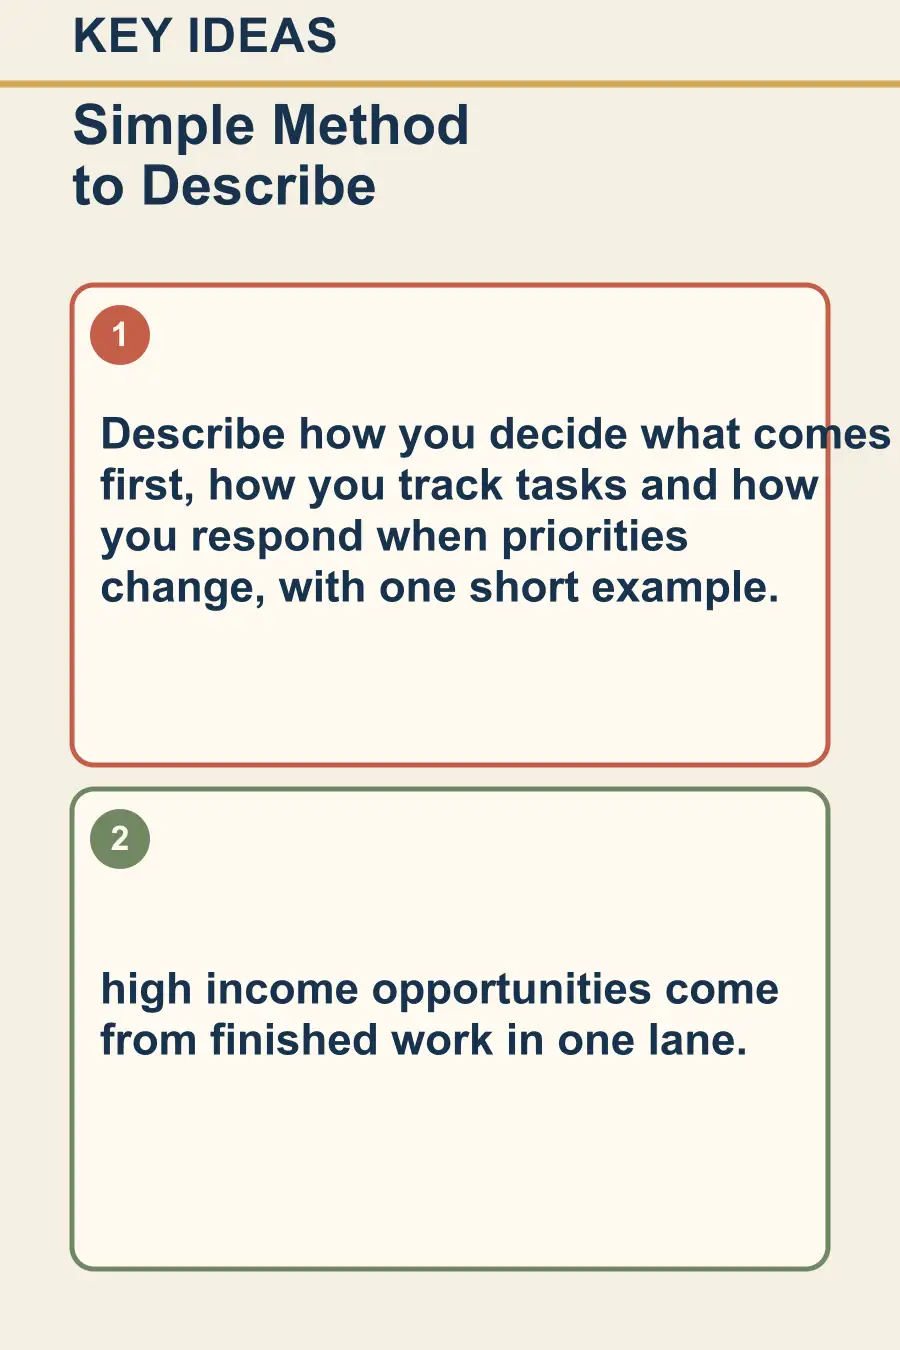 KEY IDEAS
Simple Method
to Describe
1
Describe how you decide what comes
first, how you track tasks and how
you respond when priorities
change, with one short example.
2
high income opportunities come
from finished work in one lane.